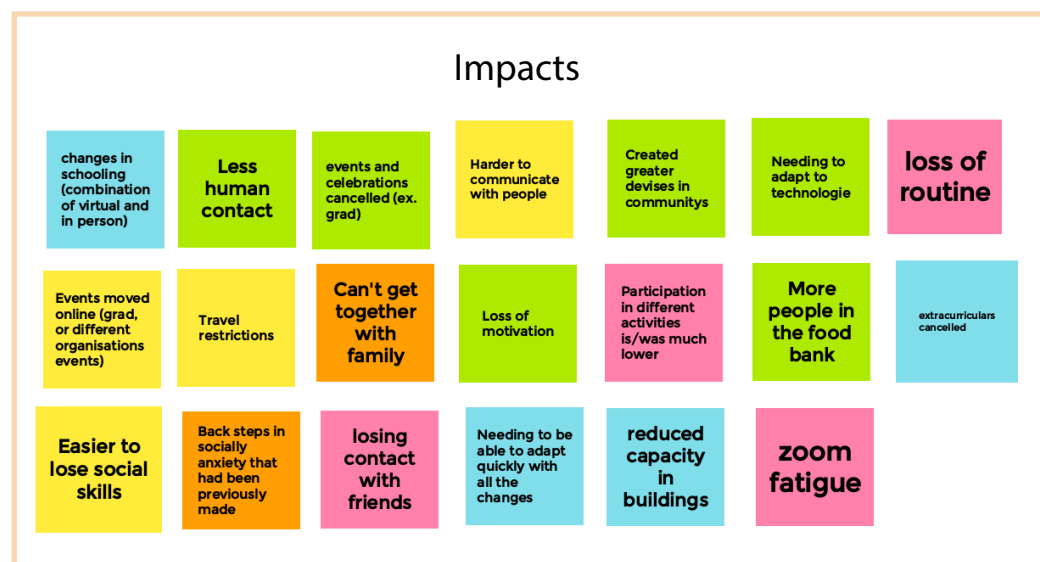 Impacts
changes in
schooling
(combination
of virtual and
in person)
Less
human
contact
events and
celebrations
cancelled (ex.
grad)
Harder to
communicate
with people
Created
greater
devises in
communitys
Needing to
adapt to
technologie
loss of
routine
Events moved
online (grad,
or different
organisations
events)
Travel
restrictions
Can't get
together
with
family
Loss of
motivation
Participation
in different
activities
is/was much
lower
More
people in
the food
bank
extracurriculars
cancelled
Easier to
lose social
skills
Back steps in
socially
anxiety that
had been
previously
made
losing
contact
with
friends
Needing to be
able to adapt
quickly with
all the
changes
reduced
capacity
in
buildings
zoom
fatigue